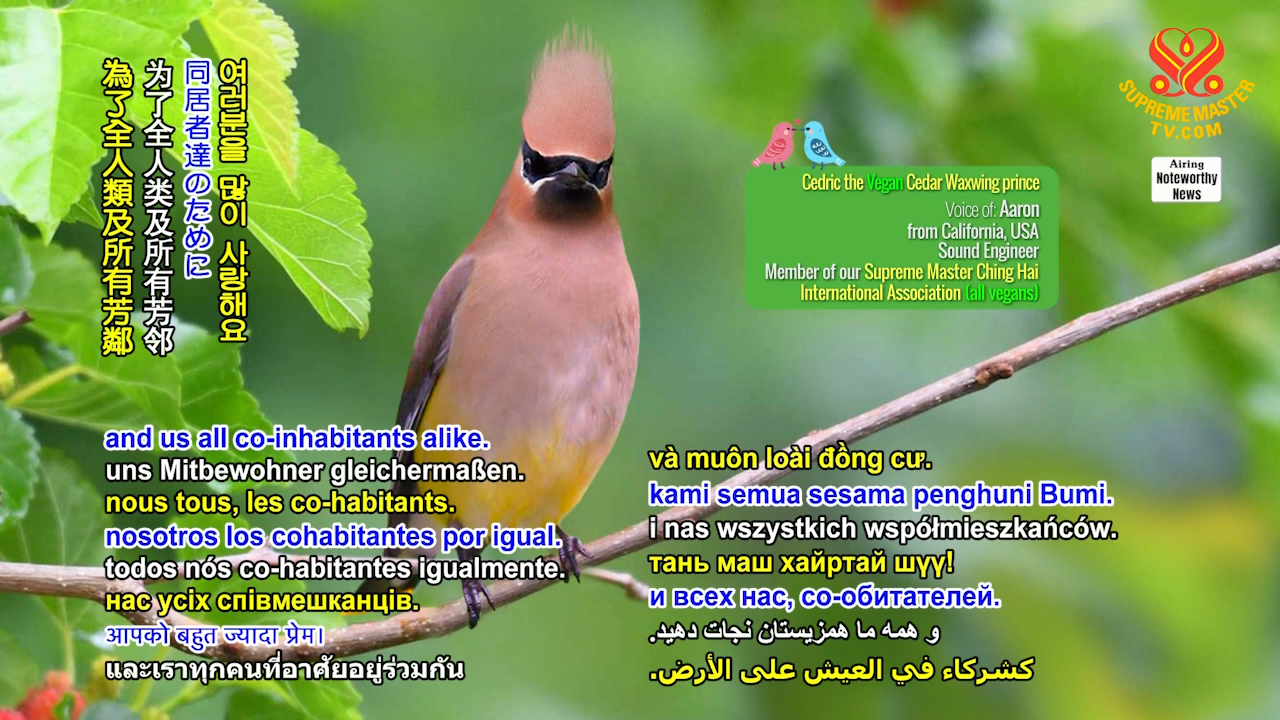 為了全人類及所有芳鄰
为了全人类及所有芳邻
同居者達のために
여러분을 많이 사랑해요
SUPREME MASTER
TV.COM
Airing
Noteworthy
News
Cedric the Vegan Cedar Waxwing prince
Voice of: Aaron
from California, USA
Sound Engineer
Member of our Supreme Master Ching Hai
International Association (all vegans)
and us all co-inhabitants alike.
uns Mitbewohner gleichermaßen.
nous tous, les co-habitants.
nosotros los cohabitantes por igual.
todos nós co-habitantes igualmente.
нас усіх співмешканців.
आपको बहुत ज्यादा प्रेम।
และเราทุกคนที่อาศัยอยู่ร่วมกัน
và muôn loài đồng cư.
kami semua sesama penghuni Bumi.
i nas wszystkich współmieszkańców.
тань маш хайртай шүү!
и всех нас, со-обитателей.
و همه ما همزیستان نجات دهید.
كشركاء في العيش على الأرض.